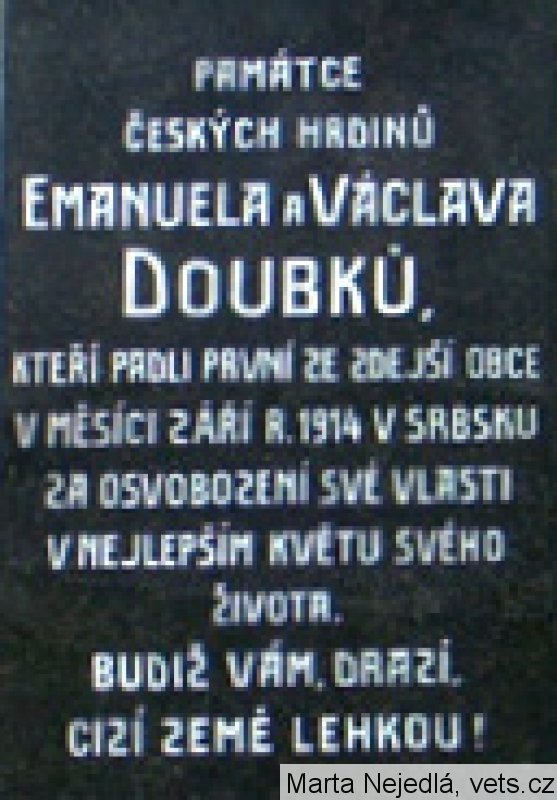 PAMÁTCE
ČESKÝCH HRDINŮ
EMANUELA A VÁCLAVA
DOUBKŮ,
KTEŘÍ PADLI PRVNÍ ZE ZDEJŠÍ OBCE
V MĚSÍCI ZÁŘÍ R. 1914 V SRBSKU
ZA OSVOBOZENÍ SVÉ VLASTI
V NEJLEPŠÍM KVĚTU SVÉHO
ŽIVOTA.
BUDIŽ VÁM, DRAZÍ,
CIZÍ ZEMĚ LEHKOU!
Marta Nejedlá, vets.cz